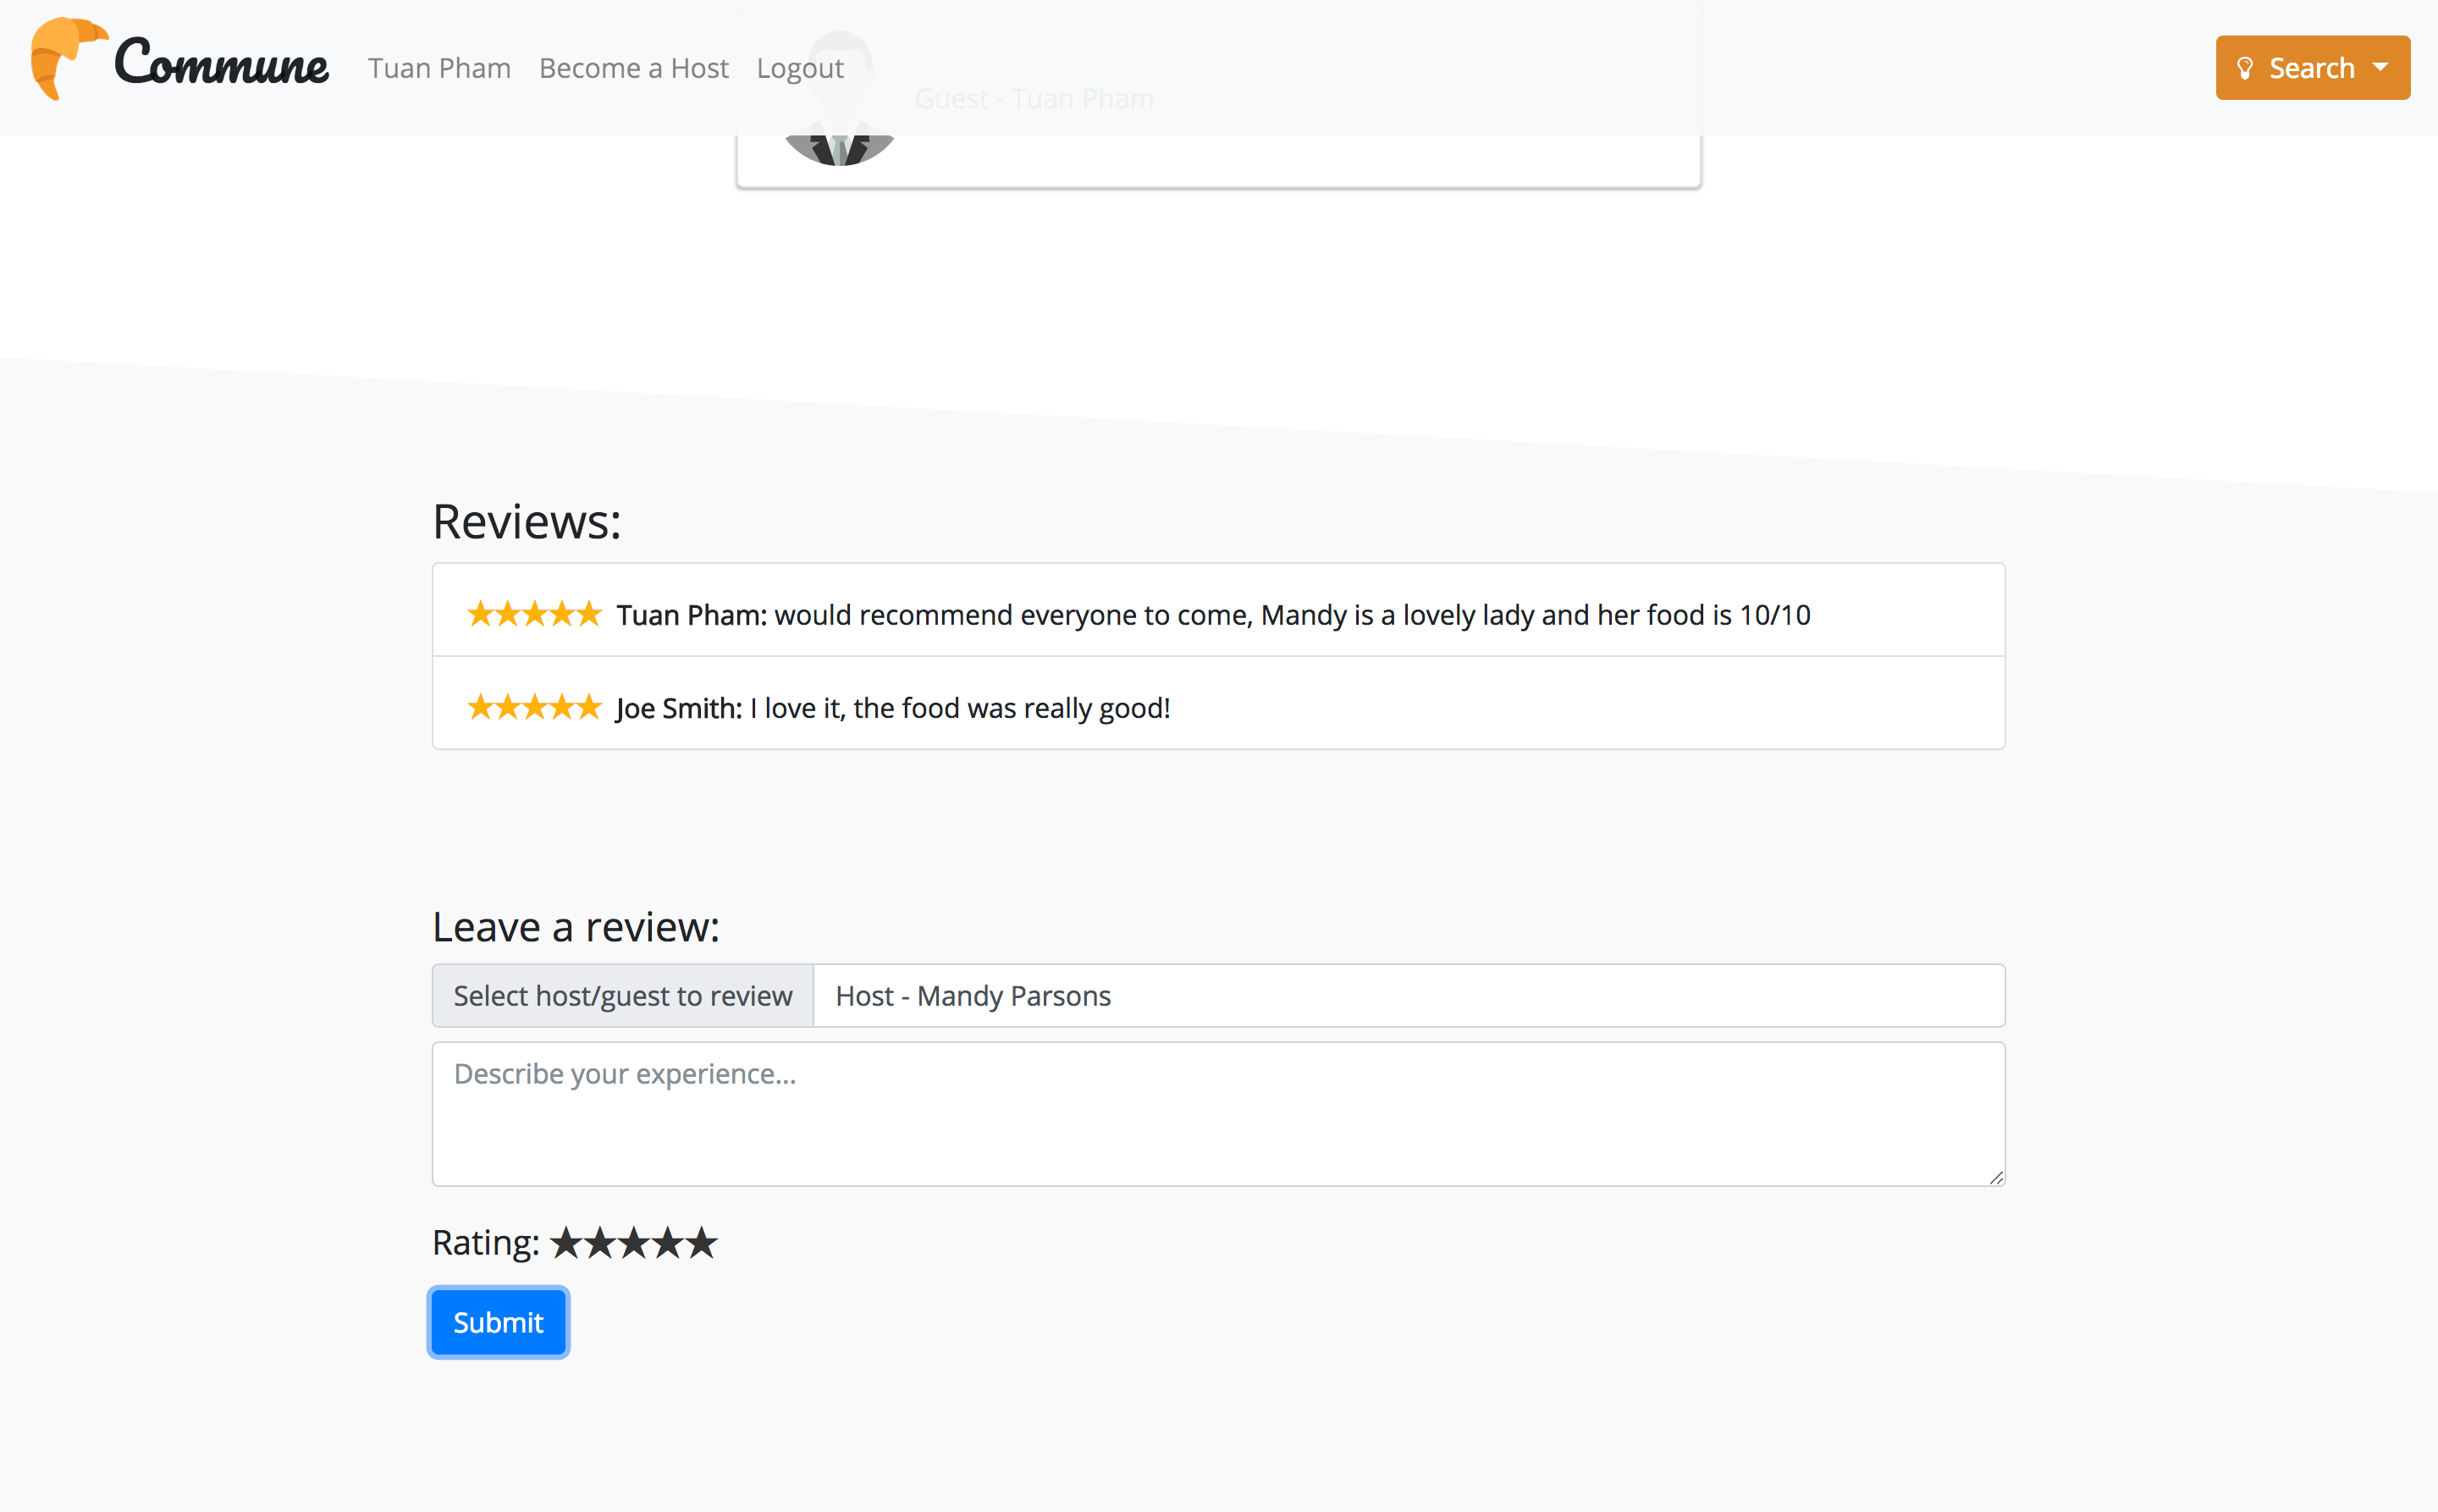 Commune Tuan Pham Become a Host Logout Search
Guest - Tuan Pham
Reviews:
★★★★★ Tuan Pham: would recommend everyone to come, Mandy is a lovely lady and her food is 10/10
★★★★★ Joe Smith: I love it, the food was really good!
Leave a review:
Select host/guest to review Host - Mandy Parsons
Describe your experience...
Rating: ★★★★★
Submit